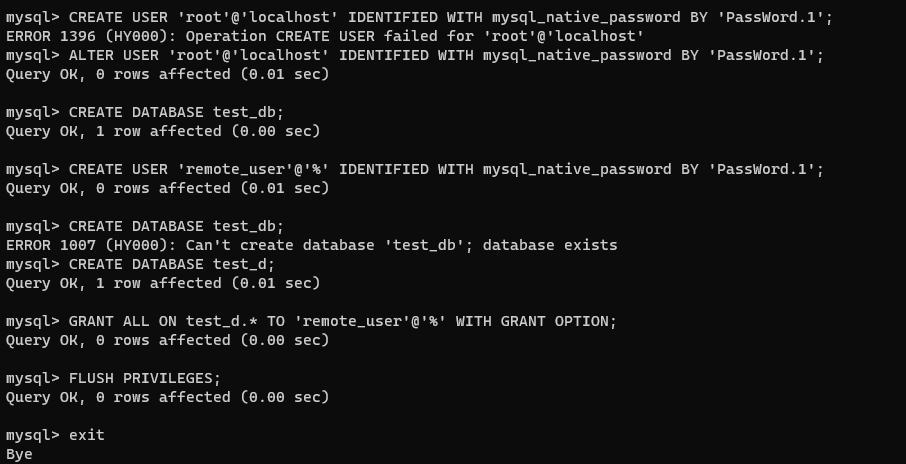 mysql> CREATE USER 'root'@'localhost' IDENTIFIED WITH mysql_native_password BY 'PassWord.1';
ERROR 1396 (HY000): Operation CREATE USER failed for 'root'@'localhost'
mysql> ALTER USER 'root'@'localhost' IDENTIFIED WITH mysql_native_password BY 'PassWord.1';
Query OK, 0 rows affected (0.01 sec)
mysql> CREATE DATABASE test_db;
Query OK, 1 row affected (0.00 sec)
mysql> CREATE USER 'remote_user'@'%' IDENTIFIED WITH mysql_native_password BY 'PassWord.1';
Query OK, 0 rows affected (0.01 sec)
mysql> CREATE DATABASE test_db;
ERROR 1007 (HY000): Can't create database 'test_db'; database exists
mysql> CREATE DATABASE test_d;
Query OK, 1 row affected (0.01 sec)
mysql> GRANT ALL ON test_d.* TO 'remote_user'@'%' WITH GRANT OPTION;
Query OK, 0 rows affected (0.00 sec)
mysql> FLUSH PRIVILEGES;
Query OK, 0 rows affected (0.00 sec)
mysql> exit
Bye